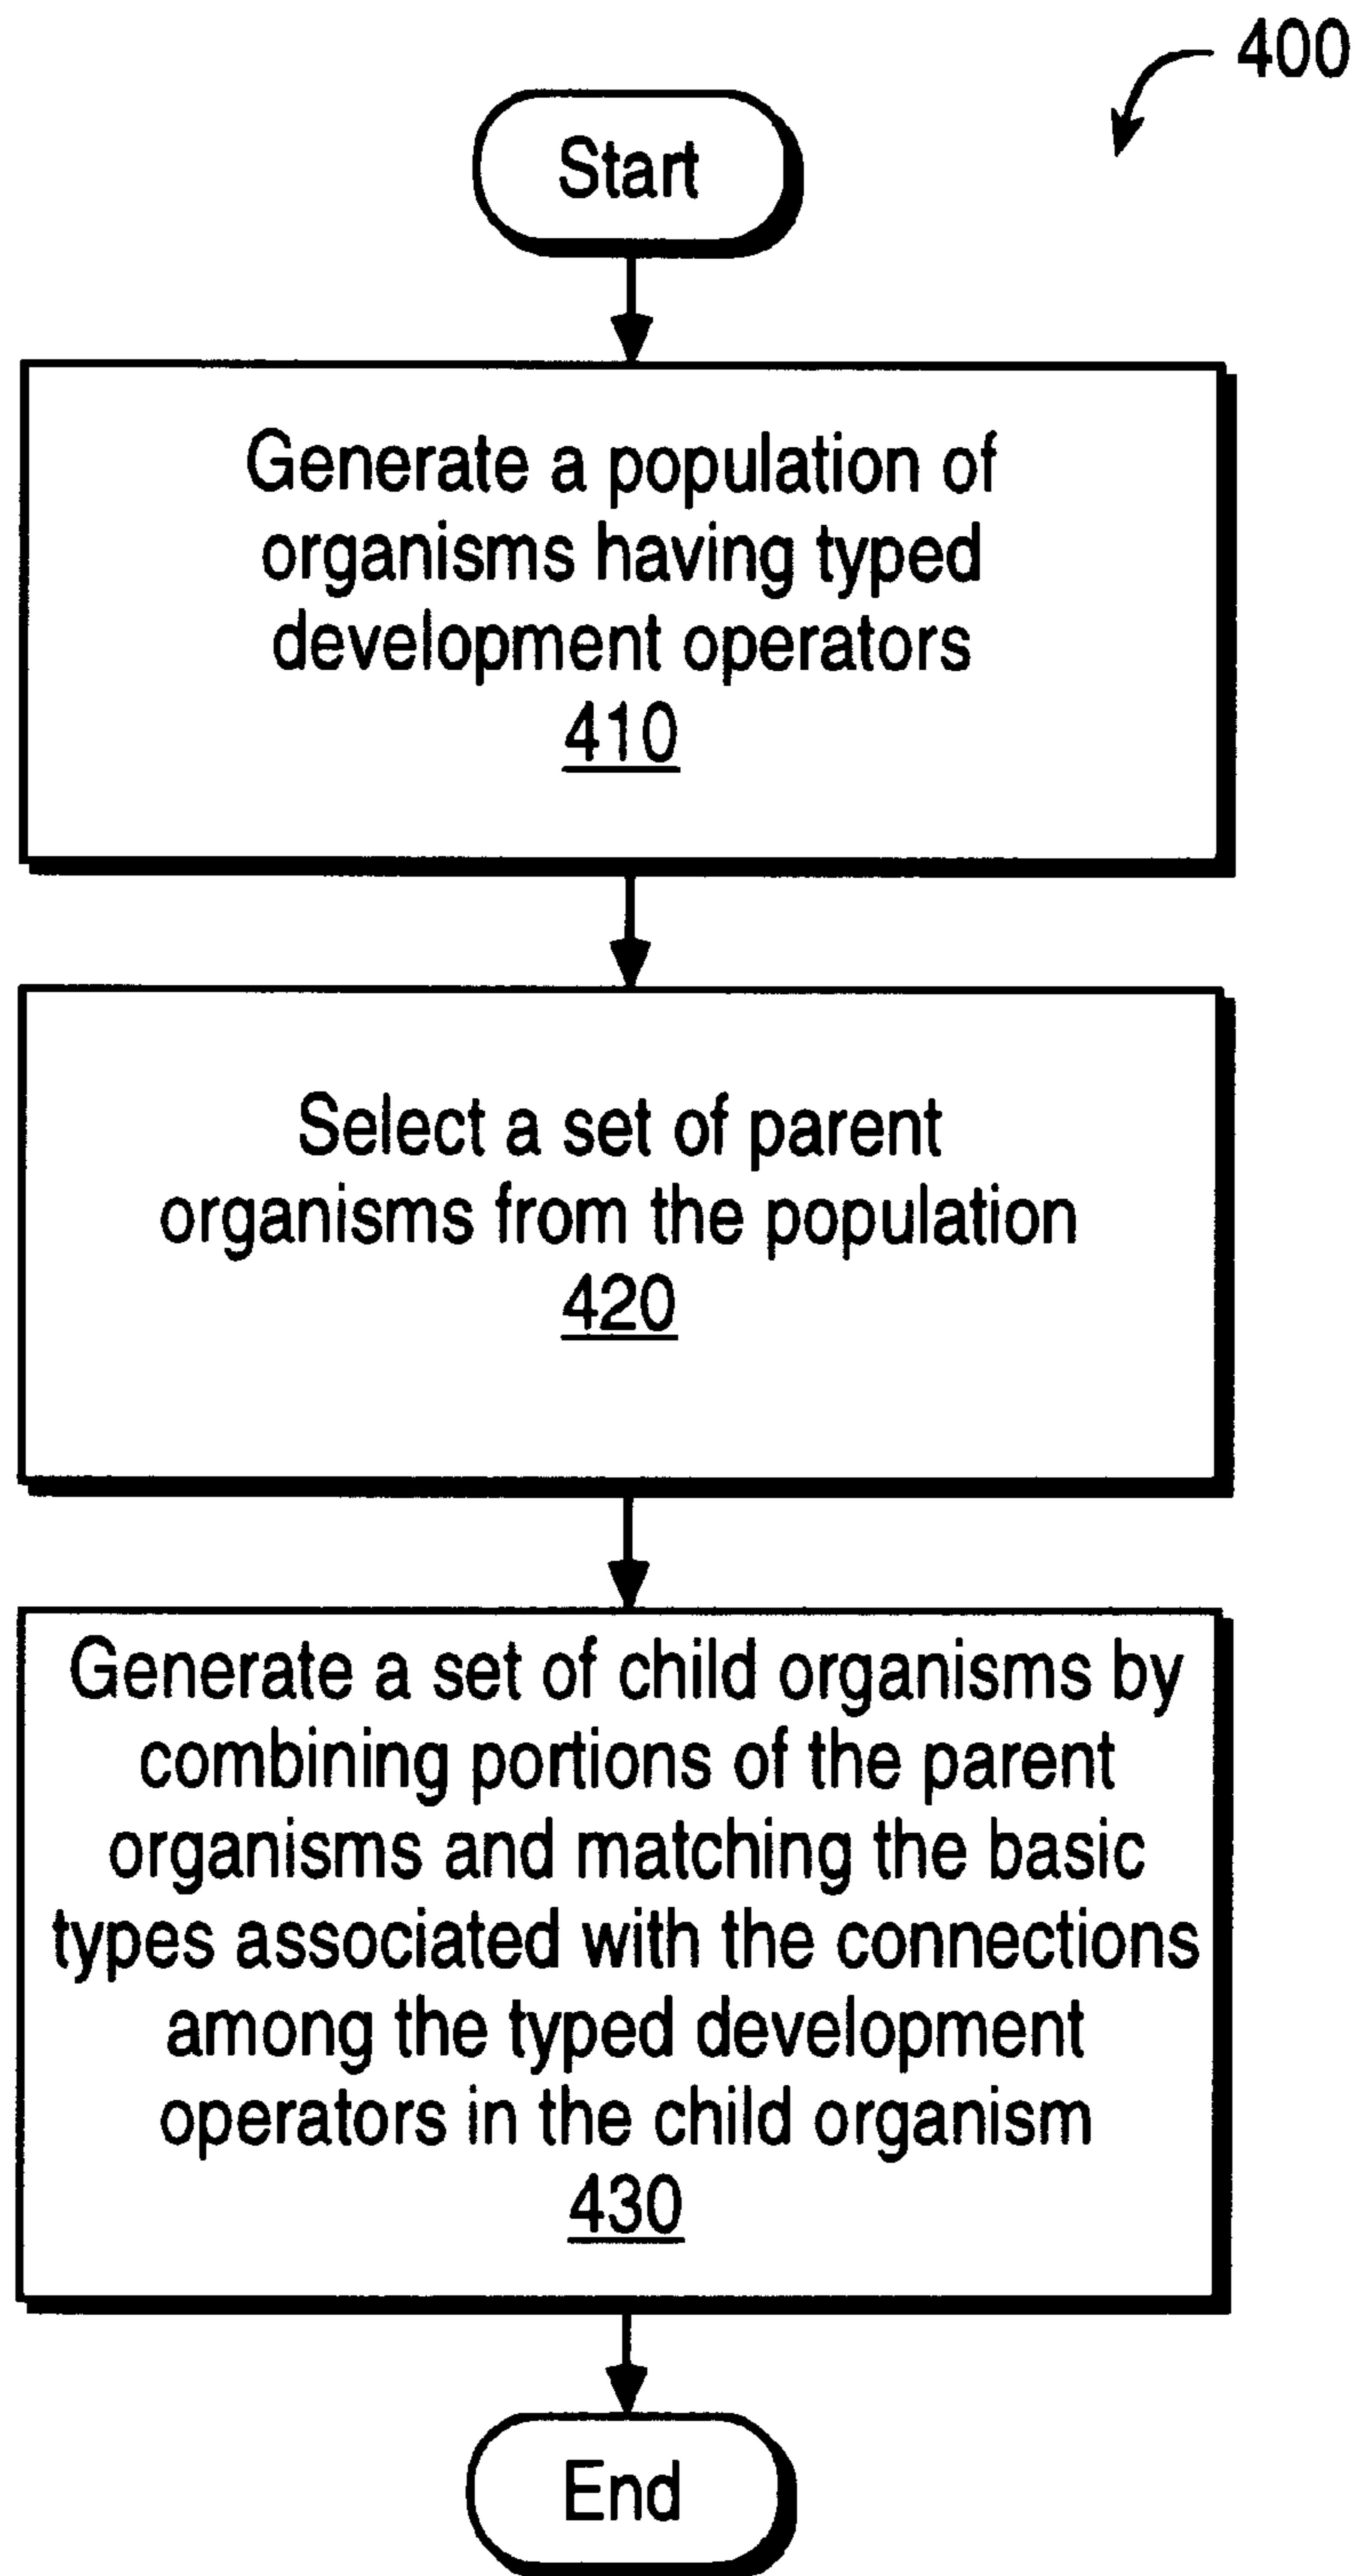 400
Start
Generate a population of
organisms having typed
development operators
410
Select a set of parent
organisms from the population
420
Generate a set of child organisms by
combining portions of the parent
organisms and matching the basic
types associated with the connections
among the typed development
operators in the child organism
430
End